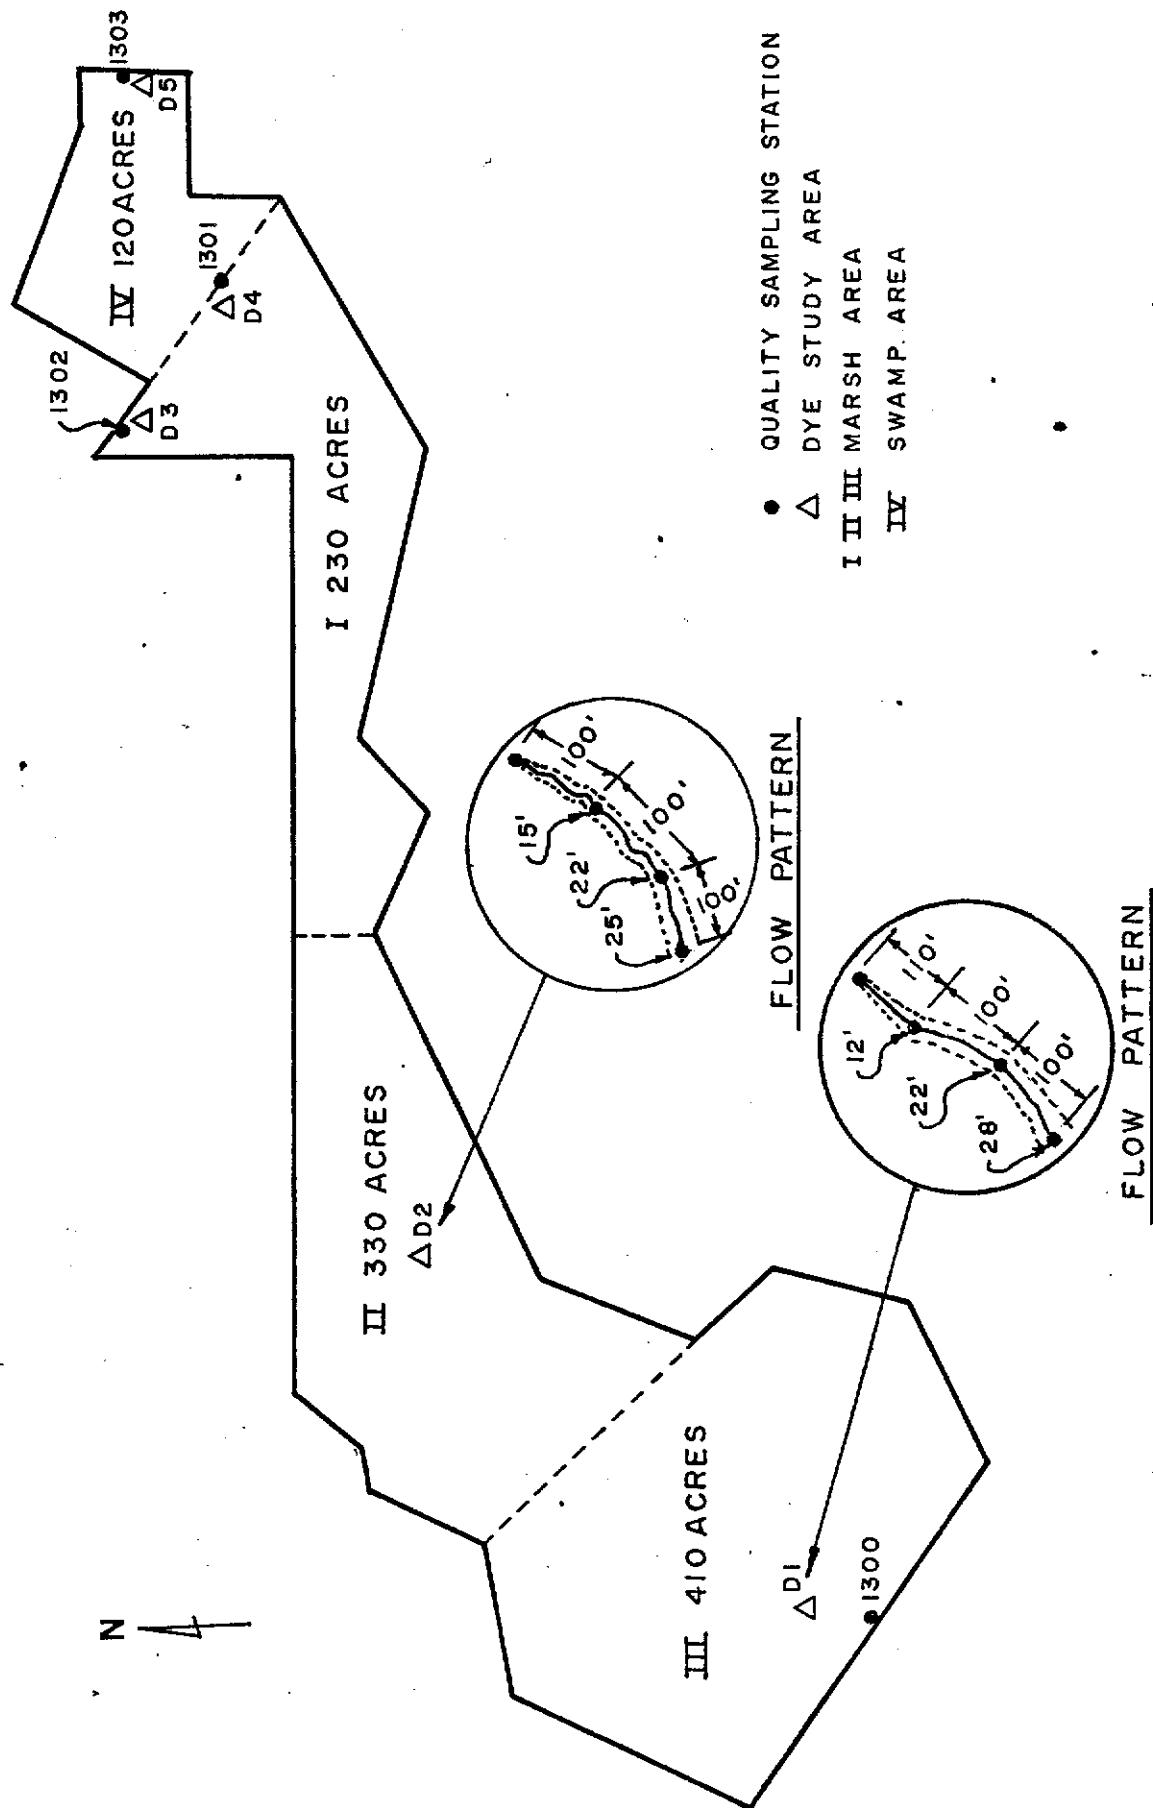 N
1302
D3
IV 120 ACRES
1303
D5
1301
D4
I 230 ACRES
II 330 ACRES
D2
III 410 ACRES
D1
1300
15'
22'
25'
100'
100'
100'
FLOW PATTERN
12'
22'
28'
110'
100'
100'
FLOW PATTERN
QUALITY SAMPLING STATION
DYE STUDY AREA
I II III MARSH AREA
IV SWAMP. AREA